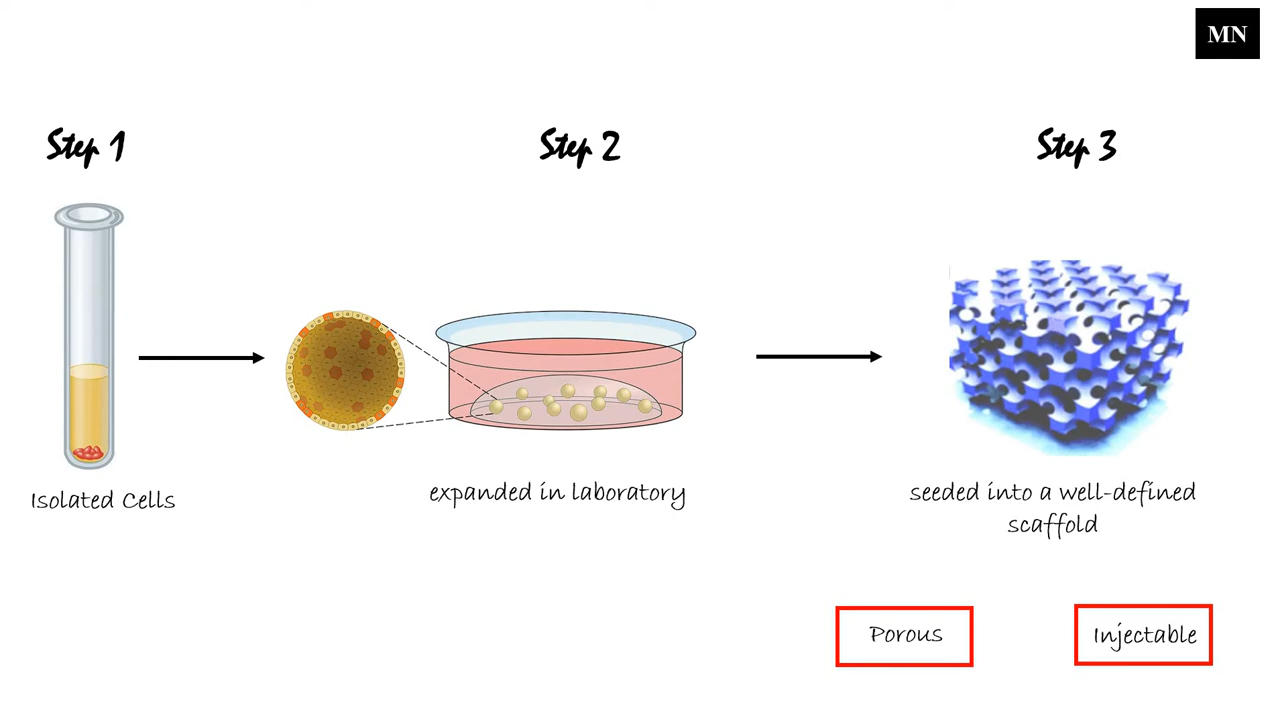 MN
Step 1
Step 2
Step 3
Isolated Cells
expanded in laboratory
seeded into a well-defined
scaffold
Porous
Injectable